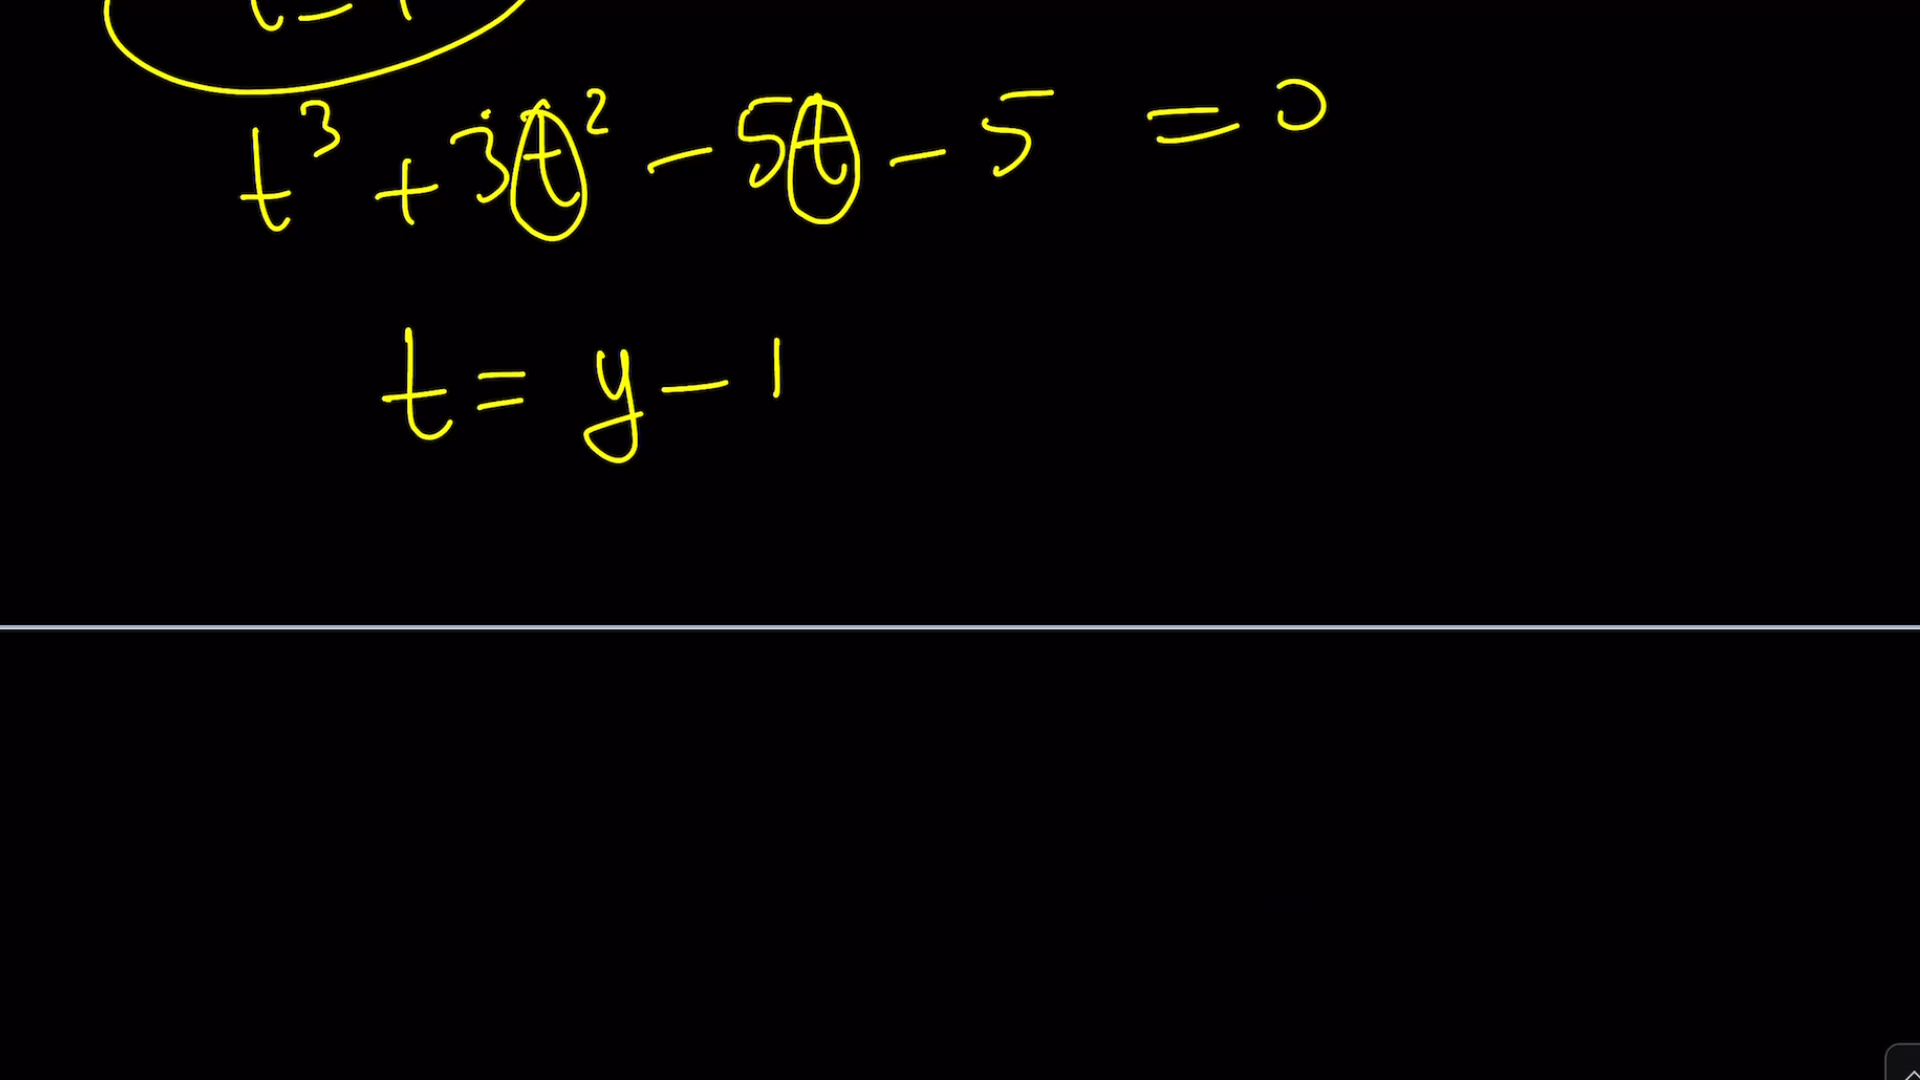 t³ + 3t² - 5t - 5 = 0
t = y - 1